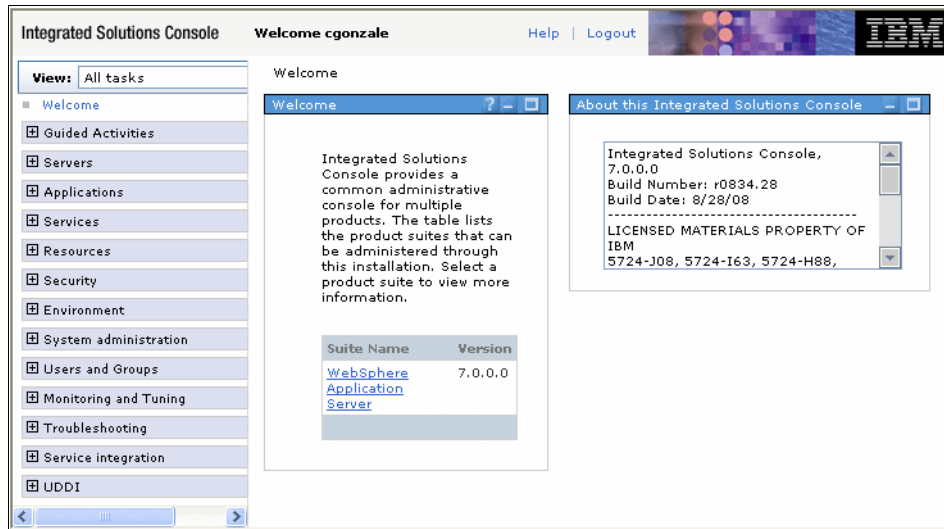 Integrated Solutions Console
Welcome cgonzale
Help | Logout
IBM
View: All tasks
Welcome
Guided Activities
Servers
Applications
Services
Resources
Security
Environment
System administration
Users and Groups
Monitoring and Tuning
Troubleshooting
Service integration
UDDI
Welcome
Welcome
?
Integrated Solutions
Console provides a
common administrative
console for multiple
products. The table lists
the product suites that can
be administered through
this installation. Select a
product suite to view more
information.
Suite Name Version
WebSphere 7.0.0.0
Application
Server
About this Integrated Solutions Console
Integrated Solutions Console,
7.0.0.0
Build Number: r0834.28
Build Date: 8/28/08
------------------------------------
LICENSED MATERIALS PROPERTY OF
IBM
5724-J08, 5724-I63, 5724-H88,